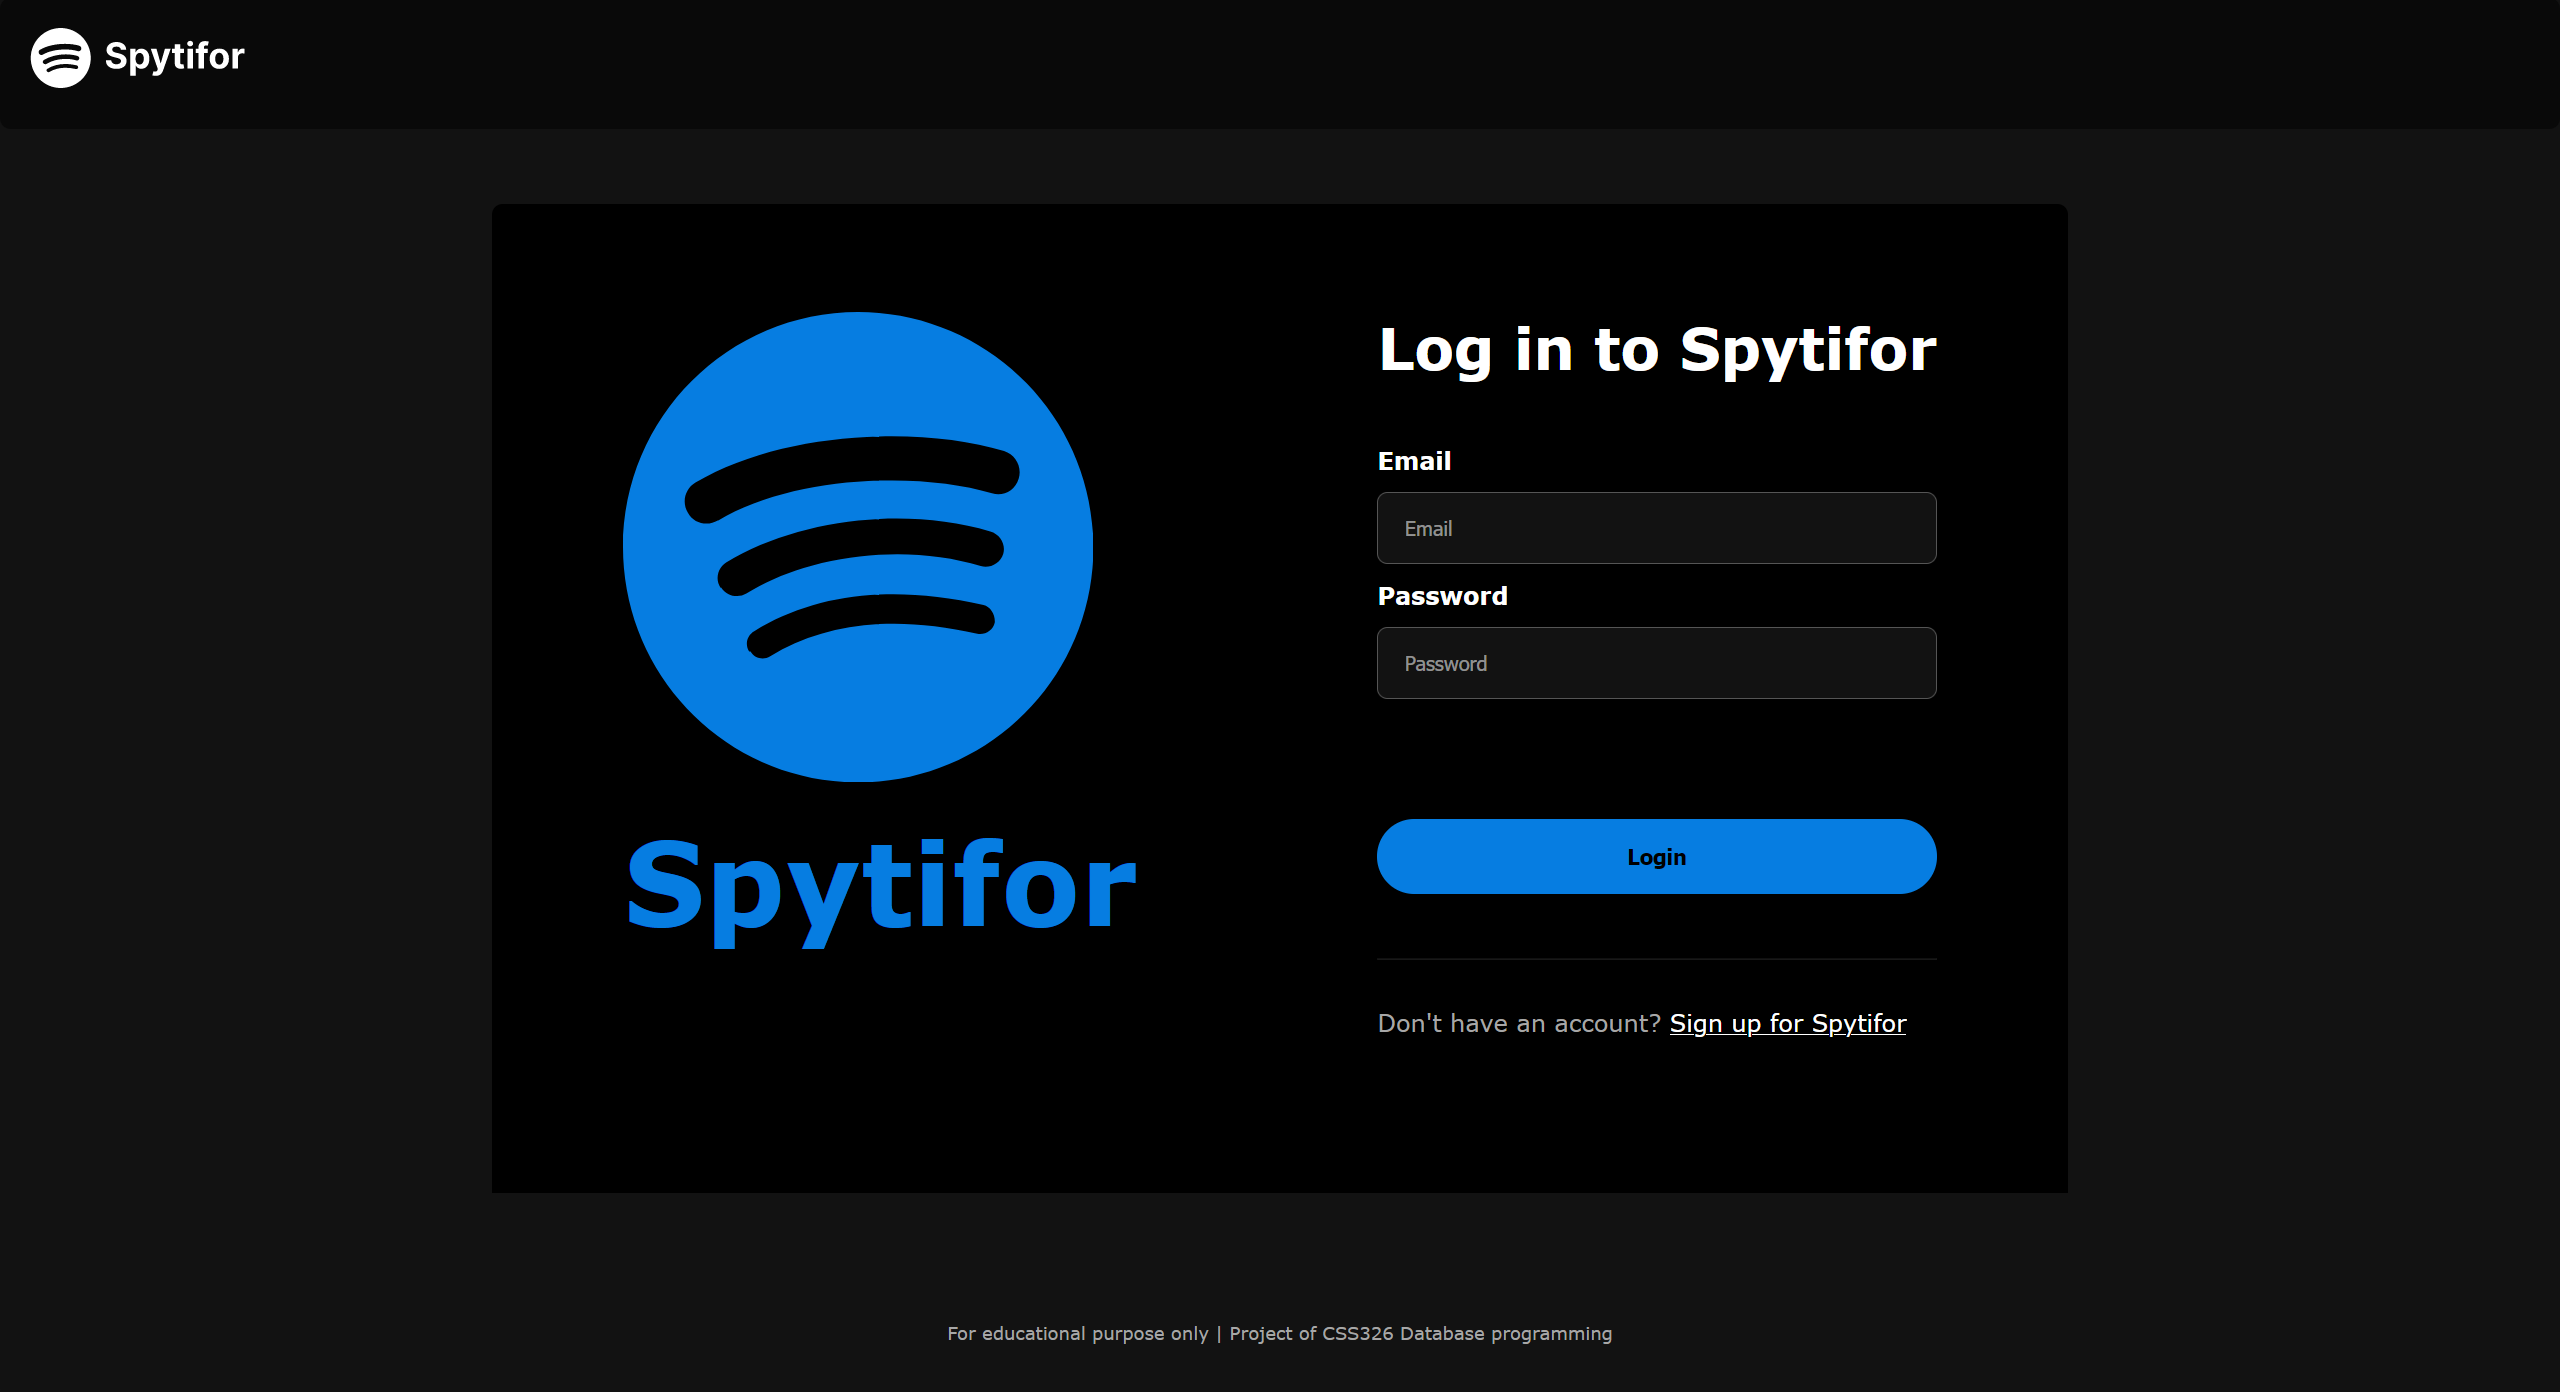 Spytifor
Spytifor
Log in to Spytifor
Email
Email
Password
Password
Login
Don't have an account? Sign up for Spytifor
For educational purpose only | Project of CSS326 Database programming